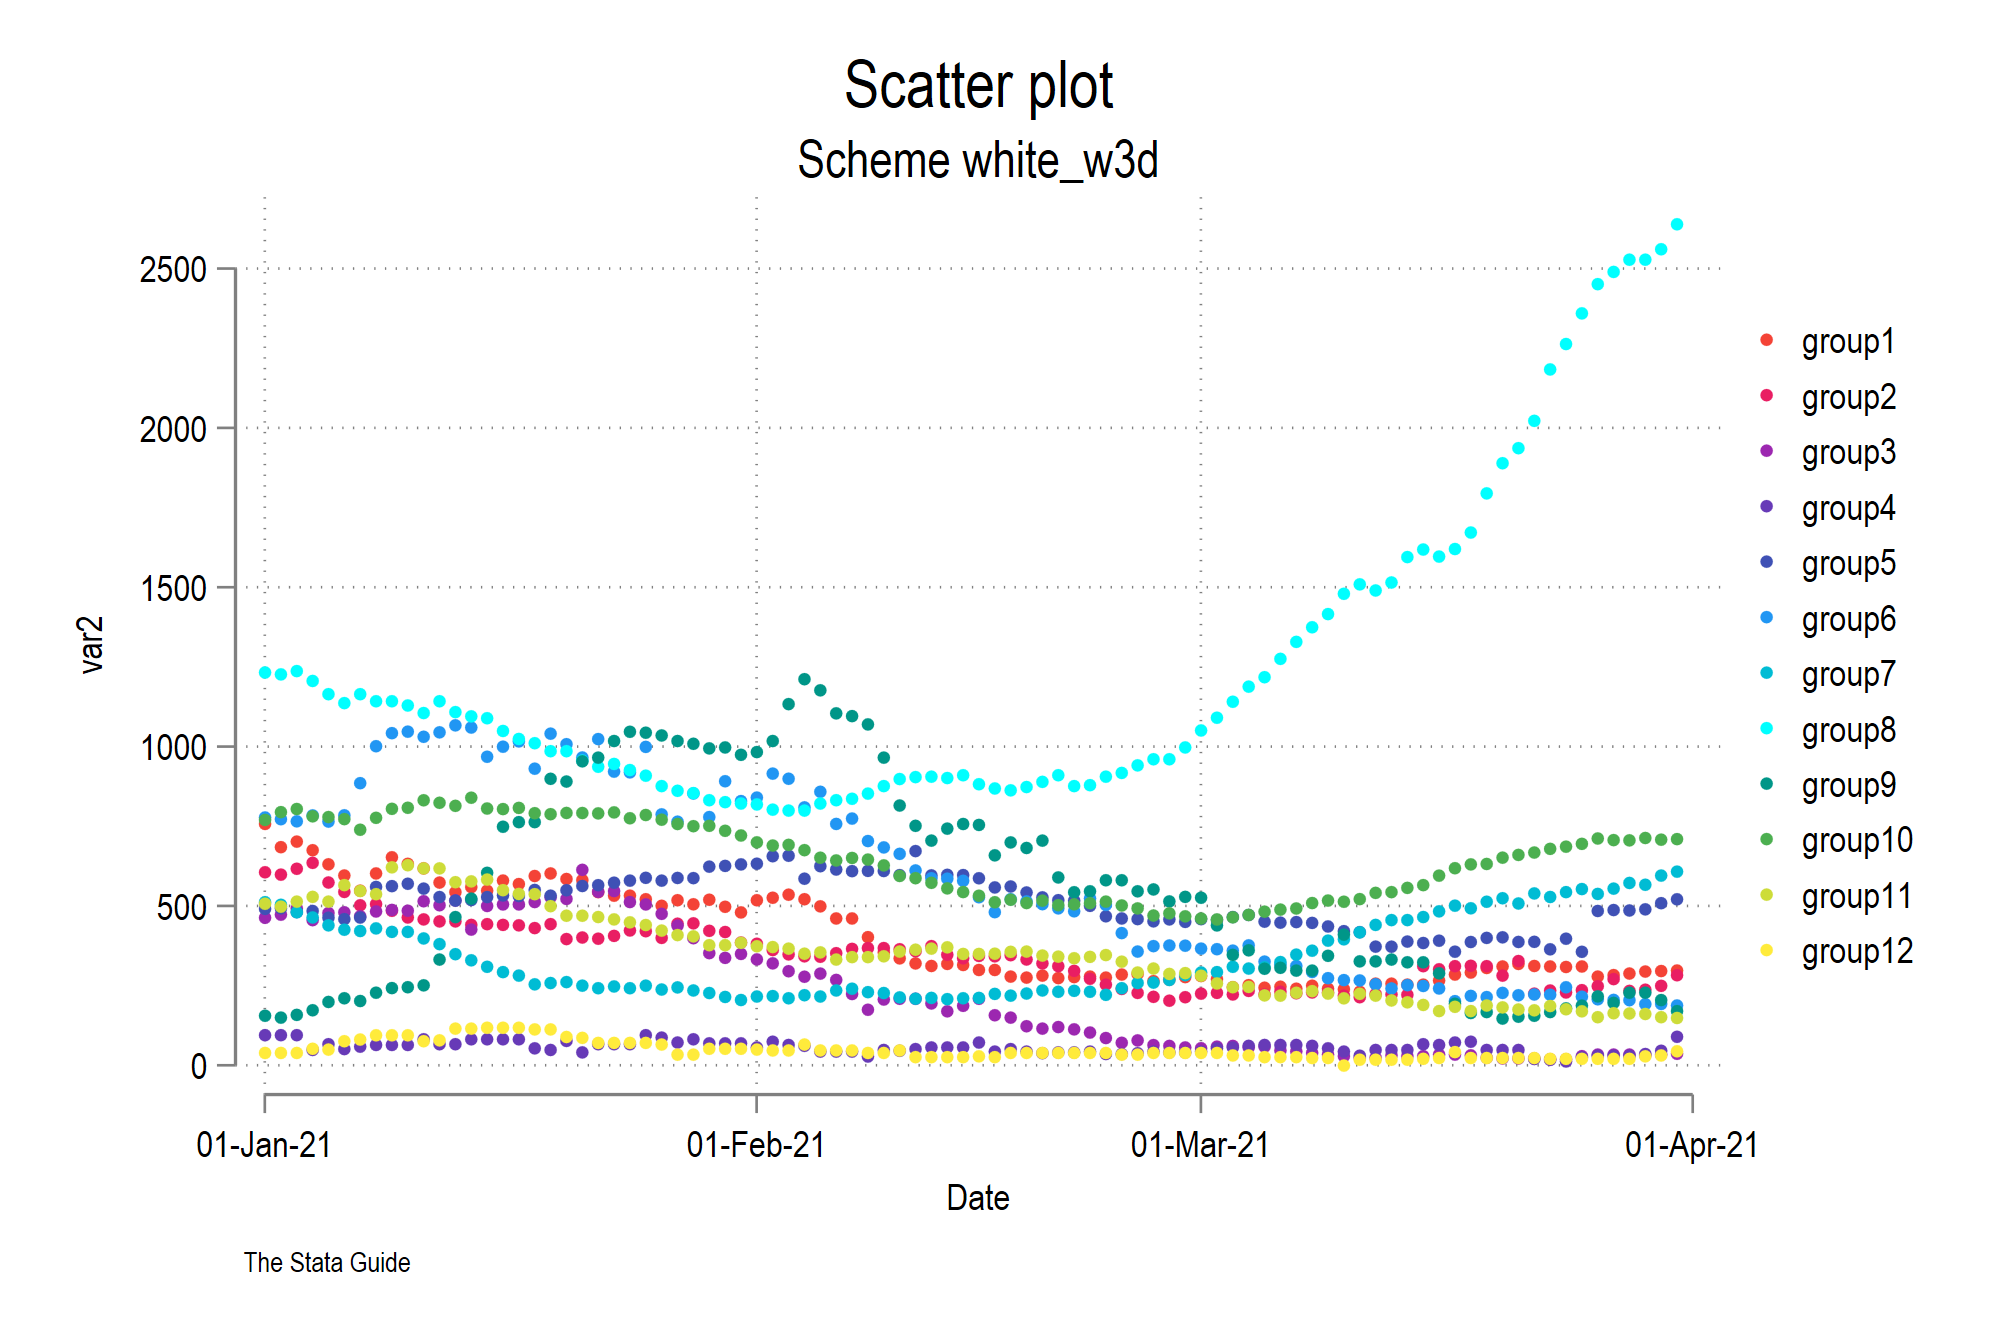 Scatter plot
Scheme white_w3d
2500
2000
1500
1000
500
0
var2
01-Jan-21
01-Feb-21
01-Mar-21
01-Apr-21
Date
group1
group2
group3
group4
group5
group6
group7
group8
group9
group10
group11
group12
The Stata Guide